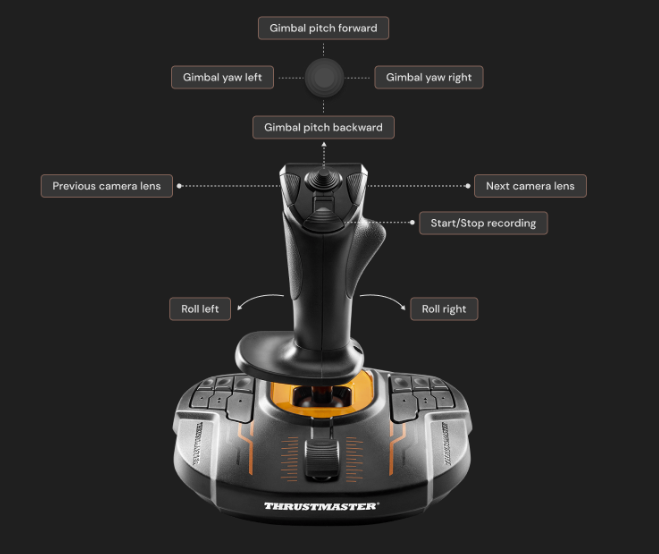 Gimbal pitch forward
Gimbal yaw left
Gimbal yaw right
Gimbal pitch backward
Previous camera lens
Next camera lens
Start/Stop recording
Roll left
Roll right
THRUSTMASTER